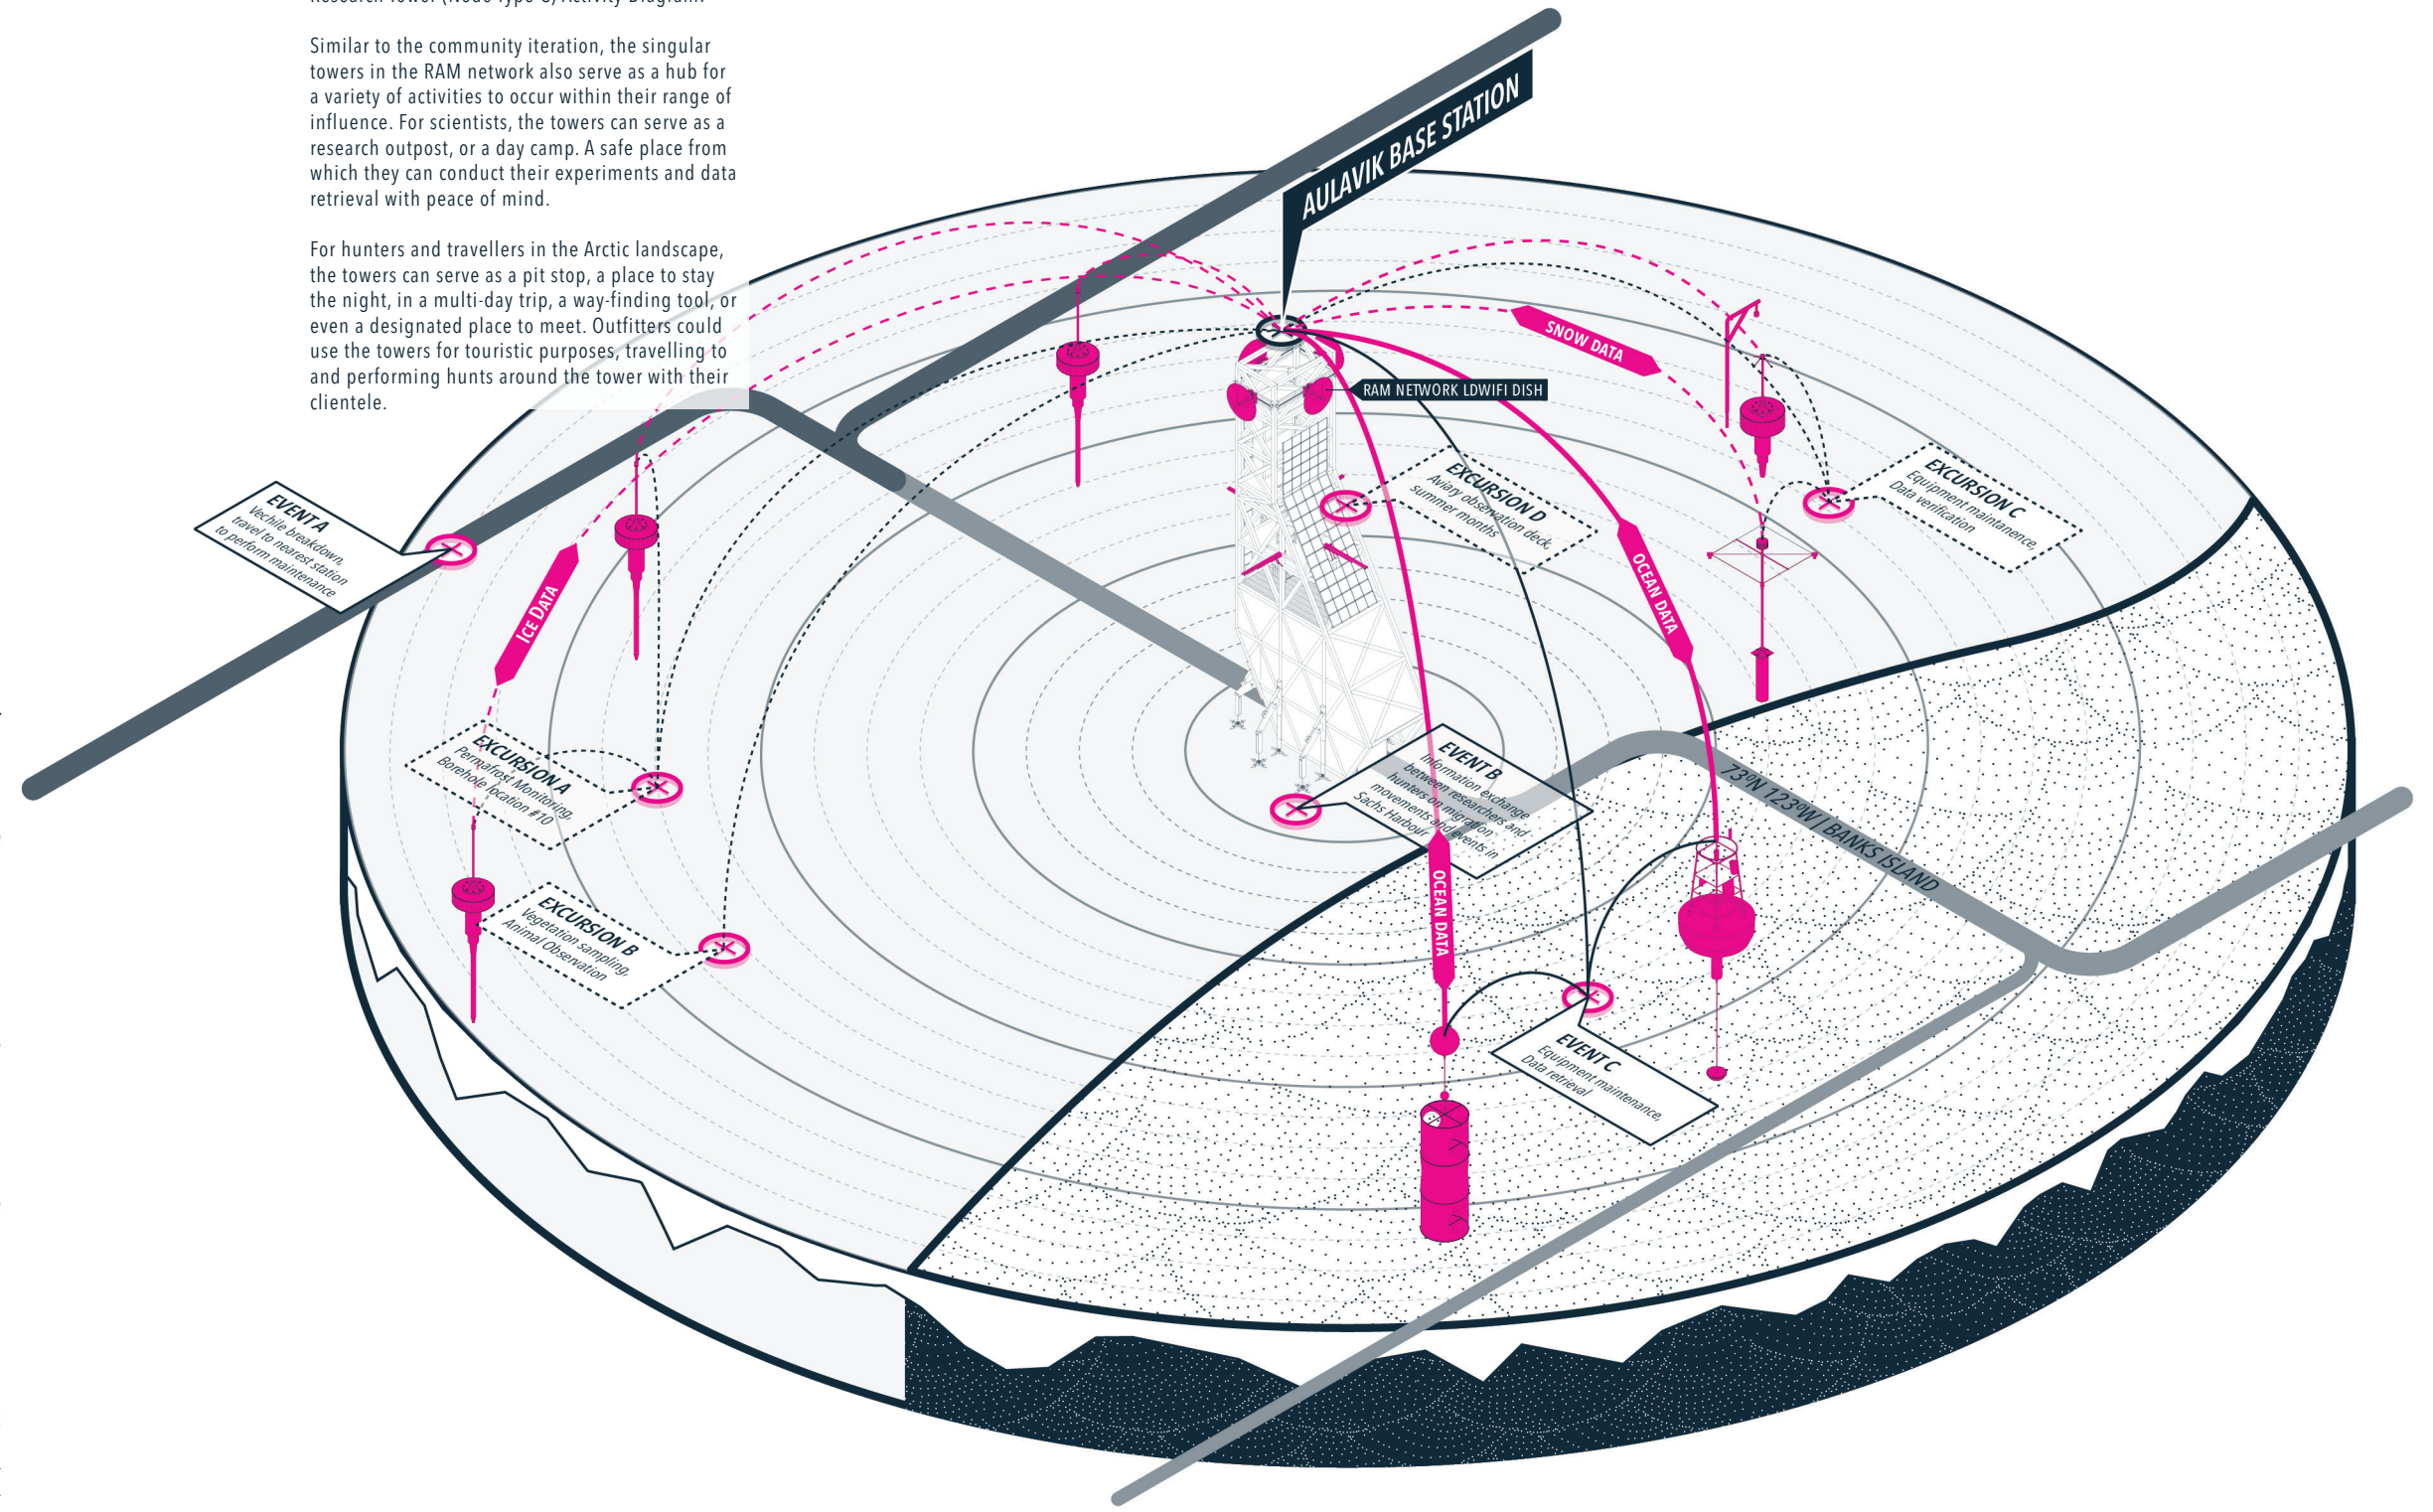 Research Tower (Node Type C) Activity Diagram.
Similar to the community iteration, the singular
towers in the RAM network also serve as a hub for
a variety of activities to occur within their range of
influence. For scientists, the towers can serve as a
research outpost, or a day camp. A safe place from
which they can conduct their experiments and data
retrieval with peace of mind.
For hunters and travellers in the Arctic landscape,
the towers can serve as a pit stop, a place to stay
the night, in a multi-day trip, a way-finding tool, or
even a designated place to meet. Outfitters could
use the towers for touristic purposes, travelling to
and performing hunts around the tower with their
clientele.
AULAVIK BASE STATION
SNOW DATA
RAM NETWORK LDWIFI DISH
EXCURSION D
Aviary observation deck,
summer months
EXCURSION C
Equipment maintanence,
Data verification
EVENT A
Vechile breakdown,
travel to nearest station
to perform maintenance
ICE DATA
OCEAN DATA
EXCURSION A
Permafrost Monitoring,
Borehole location #10
EVENT B
Information exchange
between researchers and
hunters on migration
movements and events in
Sachs Harbour
73ºN 123ºW | BANKS ISLAND
EXCURSION B
Vegetation sampling,
Animal Observation
OCEAN DATA
EVENT C
Equipment maintenance,
Data retrieval